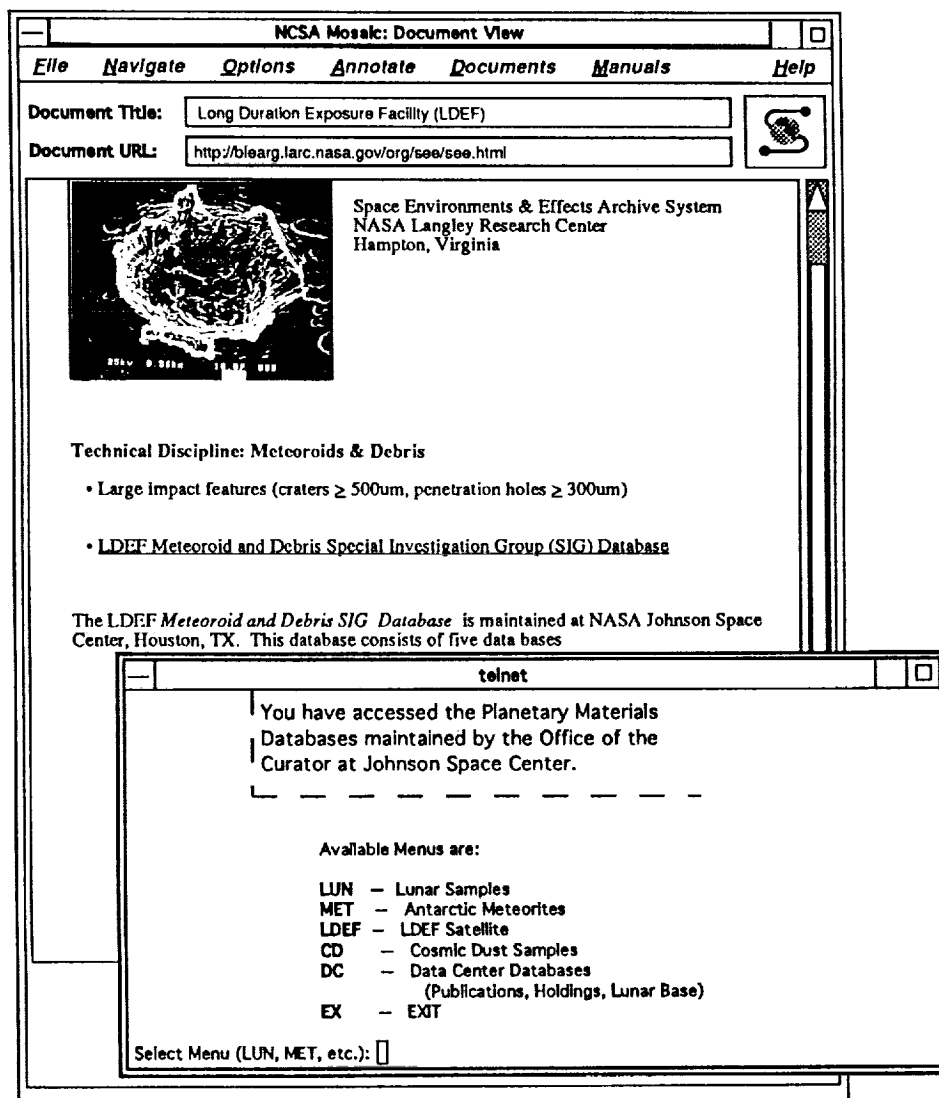 NCSA Mosaic: Document View
File Navigate Options Annotate Documents Manuals Help
Document Title: Long Duration Exposure Facility (LDEF)
Document URL: http://blearg.larc.nasa.gov/org/see/see.html
Space Environments & Effects Archive System
NASA Langley Research Center
Hampton, Virginia
25kv
Technical Discipline: Meteoroids & Debris
• Large impact features (craters ≥ 500um, penetration holes ≥ 300um)
• LDEF Meteoroid and Debris Special Investigation Group (SIG) Database
The LDEF Meteoroid and Debris SIG Database is maintained at NASA Johnson Space
Center, Houston, TX. This database consists of five data bases
telnet
You have accessed the Planetary Materials
Databases maintained by the Office of the
Curator at Johnson Space Center.
Available Menus are:
LUN – Lunar Samples
MET – Antarctic Meteorites
LDEF – LDEF Satellite
CD – Cosmic Dust Samples
DC – Data Center Databases
(Publications, Holdings, Lunar Base)
EX – EXIT
Select Menu (LUN, MET, etc.):